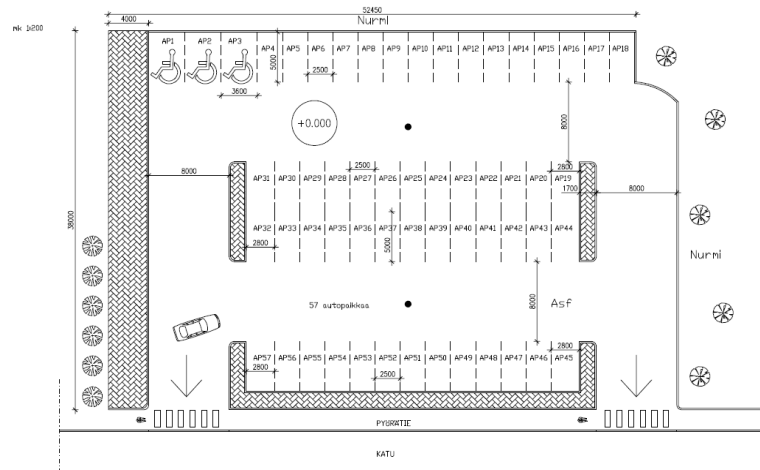 52450
Nurmi
4000
mk 1:200
AP1 AP2 AP3 AP4 AP5 AP6 AP7 AP8 AP9 AP10 AP11 AP12 AP13 AP14 AP15 AP16 AP17 AP18
5000
2500
3600
+0.000
8000
8000
2500
2800
AP31 AP30 AP29 AP28 AP27 AP26 AP25 AP24 AP23 AP22 AP21 AP20 AP19
1700
8000
38000
AP32 AP33 AP34 AP35 AP36 AP37 AP38 AP39 AP40 AP41 AP42 AP43 AP44
2800
5000
Nurmi
57 autopaikkaa
8000
Asf
2800
AP57 AP56 AP55 AP54 AP53 AP52 AP51 AP50 AP49 AP48 AP47 AP46 AP45
2800
2500
PYÖRÄTIE
KATU